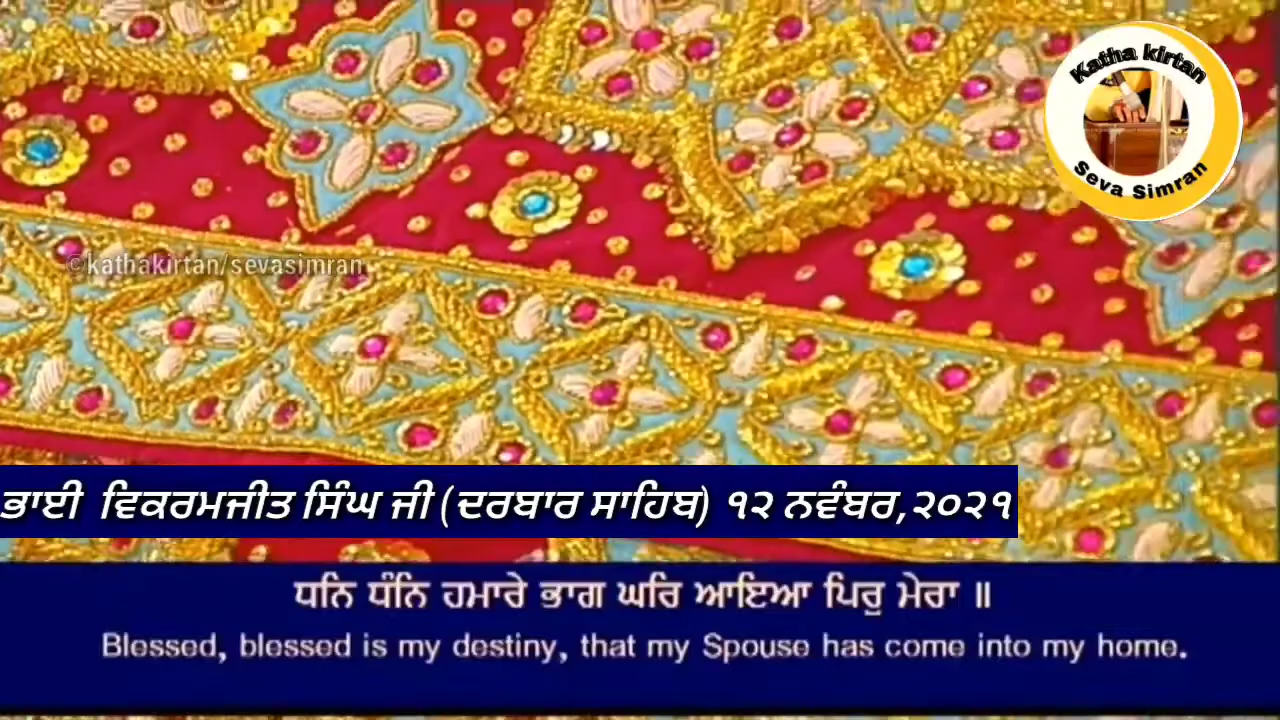 Katha kirtan
Seva Simran
©kathakirtan/sevasimran
ਭਾਈ ਵਿਕਰਮਜੀਤ ਸਿੰਘ ਜੀ (ਦਰਬਾਰ ਸਾਹਿਬ) ੧੨ ਨਵੰਬਰ,੨੦੨੧
ਧਨਿ ਧੰਨਿ ਹਮਾਰੇ ਭਾਗ ਘਰਿ ਆਇਆ ਪਿਰੁ ਮੇਰਾ ॥
Blessed, blessed is my destiny, that my Spouse has come into my home.